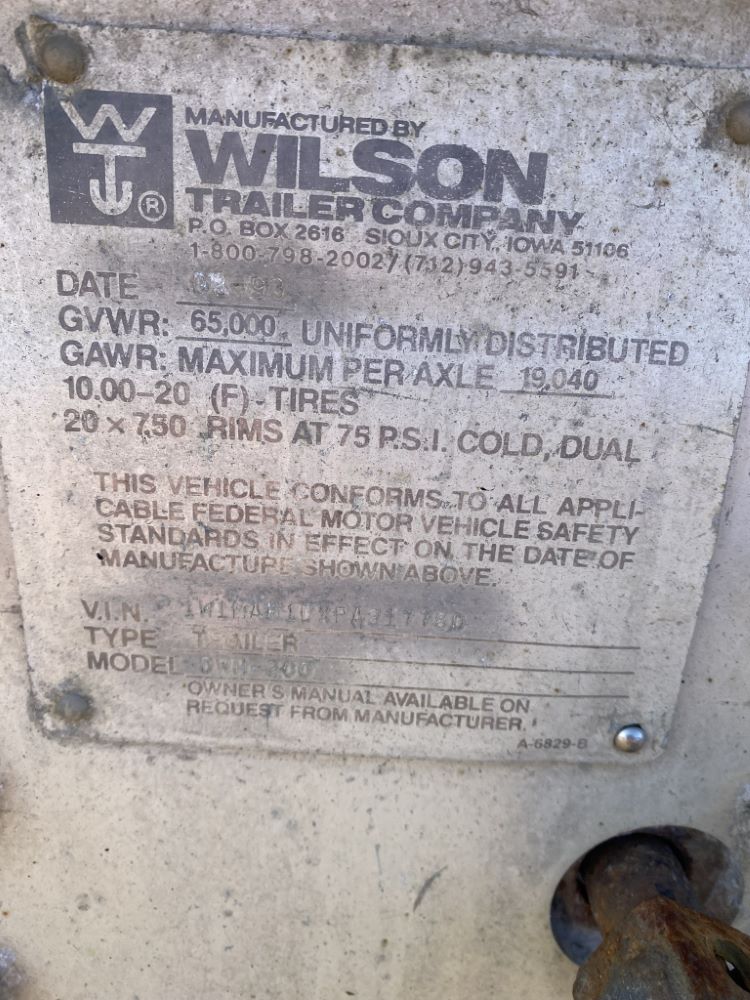 WTC ®
MANUFACTURED BY
WILSON
TRAILER COMPANY
P.O. BOX 2616 SIOUX CITY, IOWA 51106
1-800-798-2002 / (712) 943-5591
DATE
GVWR: 65,000 UNIFORMLY DISTRIBUTED
GAWR: MAXIMUM PER AXLE 19,040
10.00-20 (F)-TIRES
20 x 7.50 RIMS AT 75 P.S.I. COLD, DUAL
THIS VEHICLE CONFORMS TO ALL APPLI-
CABLE FEDERAL MOTOR VEHICLE SAFETY
STANDARDS IN EFFECT ON THE DATE OF
MANUFACTURE SHOWN ABOVE.
V.I.N.
TYPE TRAILER
MODEL
OWNER'S MANUAL AVAILABLE ON
REQUEST FROM MANUFACTURER.
A-6829-B